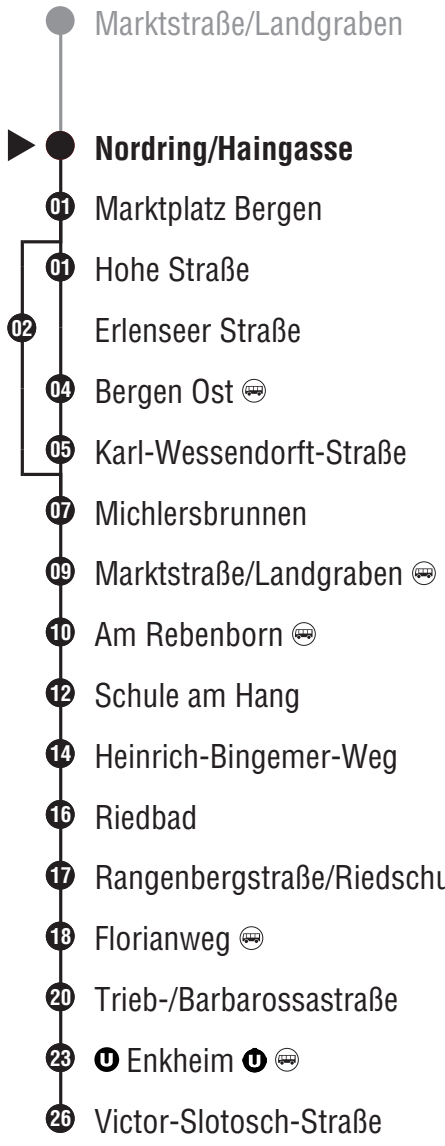 Marktstraße/Landgraben
Nordring/Haingasse
01 Marktplatz Bergen
01 Hohe Straße
02 Erlenseer Straße
04 Bergen Ost
05 Karl-Wessendorft-Straße
07 Michlersbrunnen
09 Marktstraße/Landgraben
10 Am Rebenborn
12 Schule am Hang
14 Heinrich-Bingemer-Weg
16 Riedbad
17 Rangenbergstraße/Riedschu
18 Florianweg
20 Trieb-/Barbarossastraße
23 U Enkheim U
26 Victor-Slotosch-Straße